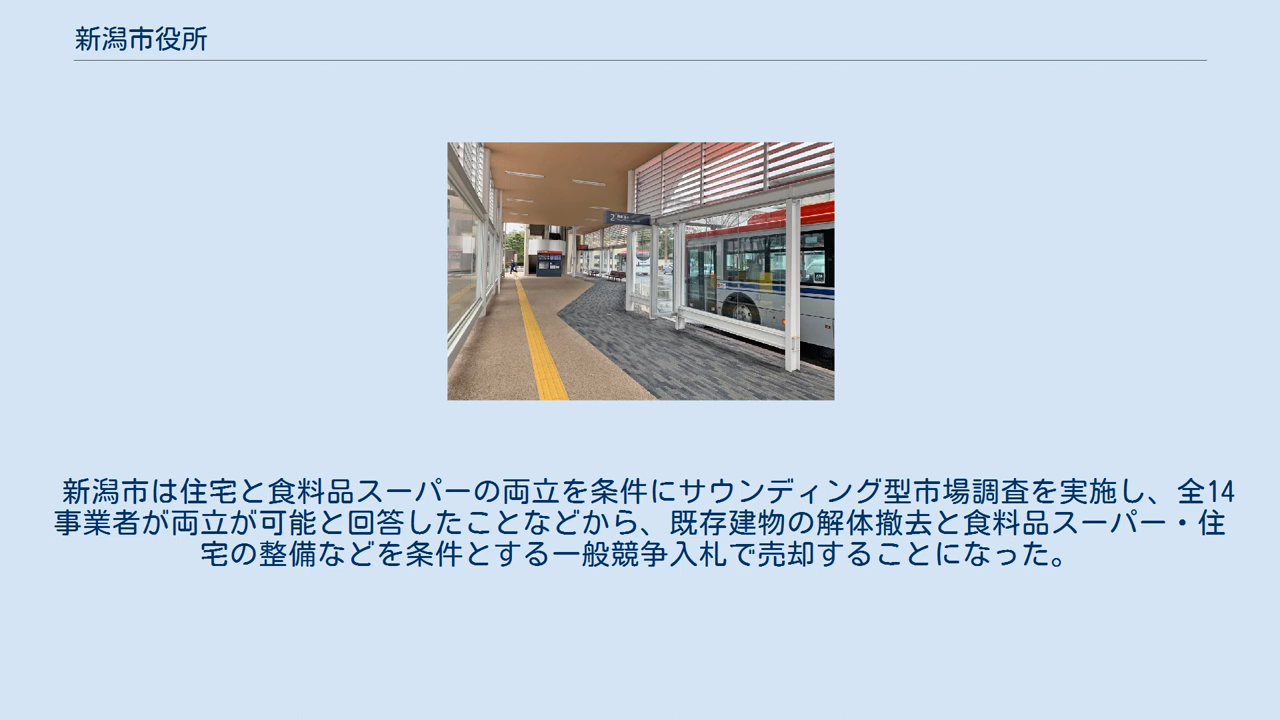 新潟市役所
2
新潟市は住宅と食料品スーパーの両立を条件にサウンディング型市場調査を実施し、全14
事業者が両立が可能と回答したことなどから、既存建物の解体撤去と食料品スーパー・住
宅の整備などを条件とする一般競争入札で売却することになった。